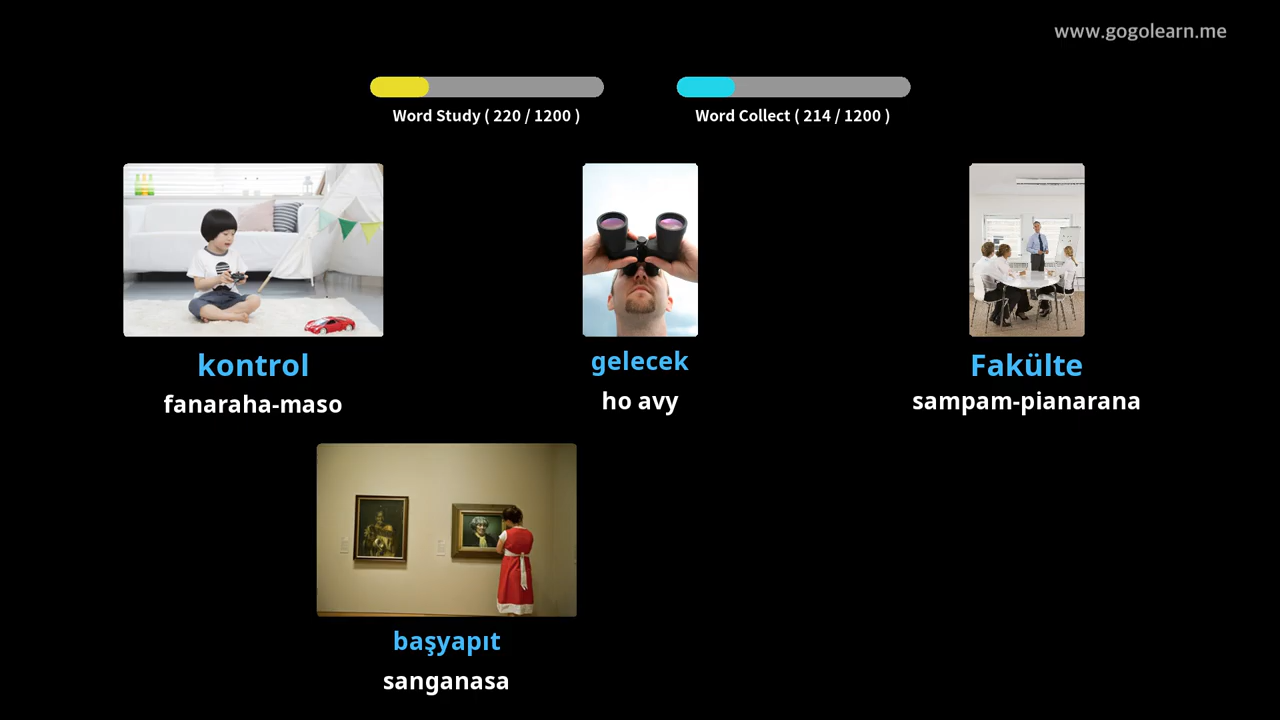 www.gogolearn.me
Word Study ( 220 / 1200 )
Word Collect ( 214 / 1200 )
kontrol
fanaraha-maso
gelecek
ho avy
Fakülte
sampam-pianarana
başyapıt
sanganasa